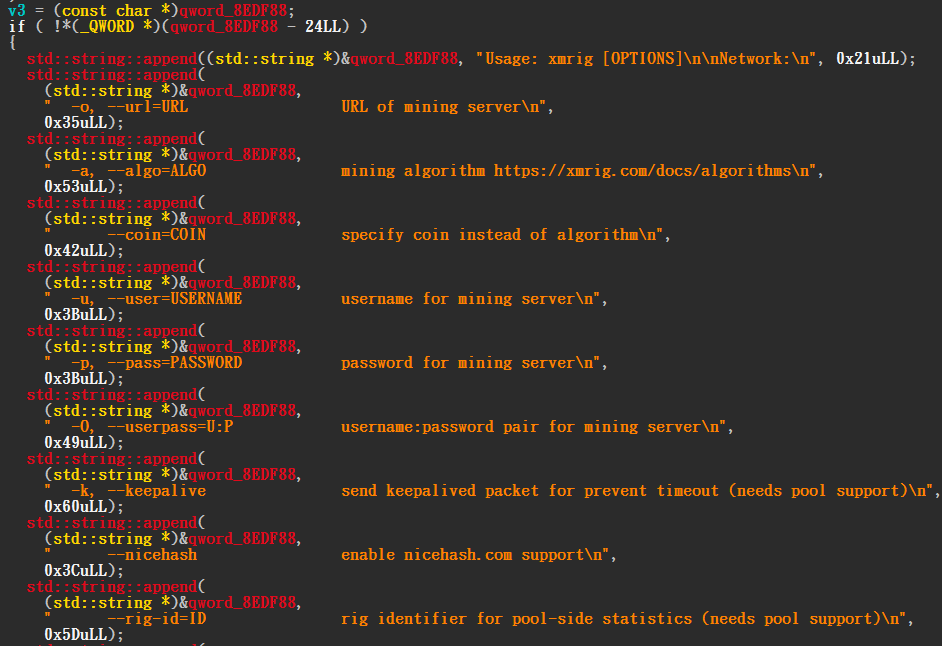 v3 = (const char *)qword_8EDF88;
if ( !*(_QWORD *)(qword_8EDF88 - 24LL) )
{
  std::string::append((std::string *)&qword_8EDF88, "Usage: xmrig [OPTIONS]\n\nNetwork:\n", 0x21uLL);
  std::string::append(
    (std::string *)&qword_8EDF88,
    "  -o, --url=URL                 URL of mining server\n",
    0x35uLL);
  std::string::append(
    (std::string *)&qword_8EDF88,
    "  -a, --algo=ALGO               mining algorithm https://xmrig.com/docs/algorithms\n",
    0x53uLL);
  std::string::append(
    (std::string *)&qword_8EDF88,
    "      --coin=COIN               specify coin instead of algorithm\n",
    0x42uLL);
  std::string::append(
    (std::string *)&qword_8EDF88,
    "  -u, --user=USERNAME           username for mining server\n",
    0x3BuLL);
  std::string::append(
    (std::string *)&qword_8EDF88,
    "  -p, --pass=PASSWORD           password for mining server\n",
    0x3BuLL);
  std::string::append(
    (std::string *)&qword_8EDF88,
    "  -O, --userpass=U:P            username:password pair for mining server\n",
    0x49uLL);
  std::string::append(
    (std::string *)&qword_8EDF88,
    "  -k, --keepalive               send keepalived packet for prevent timeout (needs pool support)\n",
    0x60uLL);
  std::string::append(
    (std::string *)&qword_8EDF88,
    "      --nicehash                enable nicehash.com support\n",
    0x3CuLL);
  std::string::append(
    (std::string *)&qword_8EDF88,
    "      --rig-id=ID               rig identifier for pool-side statistics (needs pool support)\n",
    0x5DuLL);